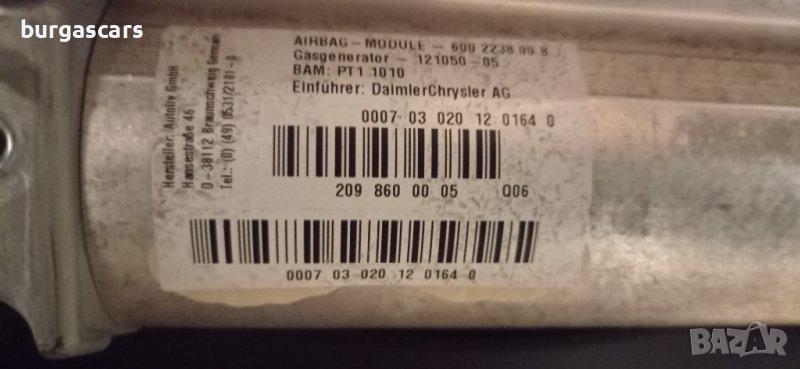 burgascars
AIRBAG - MODULE - 600 2238 99 B
Gasgenerator - 121050-05
BAM: PT1 1010
Einführer: DaimlerChrysler AG
Hersteller: Autoliv GmbH
Hansestraße 46
D-38112 Braunschweig German
Tel.: (0) (49) 0531/2181-0
0007 03 020 12 0164 0
209 860 00 05 Q06
0007 03 020 12 0164 0
BAZAR